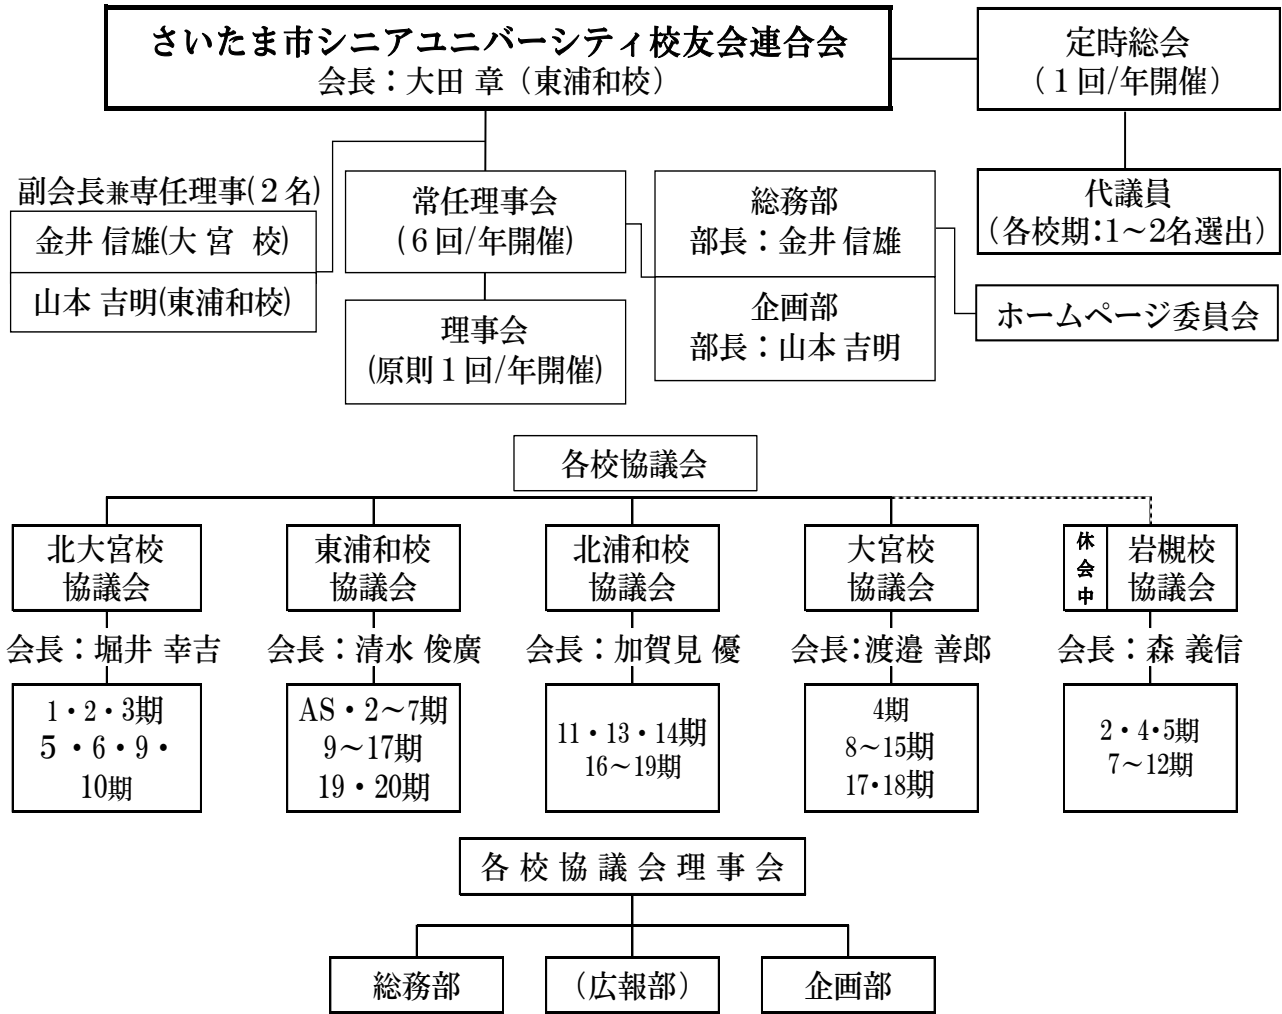 さいたま市シニアユニバーシティ校友会連合会
会長：大田 章（東浦和校）
定時総会
（１回/年開催）
代議員
（各校期：1～2名選出）
副会長兼専任理事(２名)
金井 信雄(大 宮 校)
山本 吉明(東浦和校)
常任理事会
(６回/年開催)
理事会
(原則１回/年開催)
総務部
部長：金井 信雄
企画部
部長：山本 吉明
ホームページ委員会
各校協議会
北大宮校
協議会
会長：堀井 幸吉
1・2・3期
５・6・9・
10期
東浦和校
協議会
会長：清水 俊廣
AS・2～7期
9～17期
19・20期
北浦和校
協議会
会長：加賀見 優
11・13・14期
16～19期
大宮校
協議会
会長：渡邉 善郎
4期
8～15期
17・18期
休会中
岩槻校
協議会
会長：森 義信
2・4・5期
7～12期
各 校 協 議 会 理 事 会
総務部
（広報部）
企画部